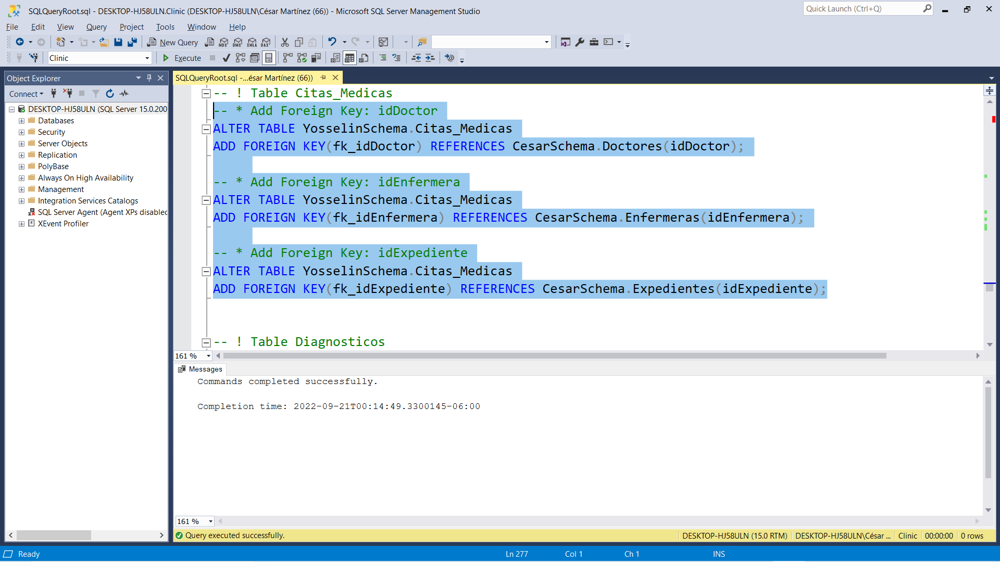 SQLQueryRoot.sql - DESKTOP-HJ58ULN.Clinic (DESKTOP-HJ58ULN\César Martínez (66)) - Microsoft SQL Server Management Studio
Quick Launch (Ctrl+Q)
File Edit View Query Project Tools Window Help
New Query MDX DMX XMLA DAX
Clinic Execute
Object Explorer
SQLQueryRoot.sql -...ésar Martínez (66))
Connect
DESKTOP-HJ58ULN (SQL Server 15.0.200
Databases
Security
Server Objects
Replication
PolyBase
Always On High Availability
Management
Integration Services Catalogs
SQL Server Agent (Agent XPs disablec
XEvent Profiler
-- ! Table Citas_Medicas
-- * Add Foreign Key: idDoctor
ALTER TABLE YosselinSchema.Citas_Medicas
ADD FOREIGN KEY(fk_idDoctor) REFERENCES CesarSchema.Doctores(idDoctor);
-- * Add Foreign Key: idEnfermera
ALTER TABLE YosselinSchema.Citas_Medicas
ADD FOREIGN KEY(fk_idEnfermera) REFERENCES CesarSchema.Enfermeras(idEnfermera);
-- * Add Foreign Key: idExpediente
ALTER TABLE YosselinSchema.Citas_Medicas
ADD FOREIGN KEY(fk_idExpediente) REFERENCES CesarSchema.Expedientes(idExpediente);
-- ! Table Diagnosticos
161 %
Messages
Commands completed successfully.
Completion time: 2022-09-21T00:14:49.3300145-06:00
161 %
Query executed successfully. DESKTOP-HJ58ULN (15.0 RTM) DESKTOP-HJ58ULN\César ... Clinic 00:00:00 0 rows
Ready Ln 277 Col 1 Ch 1 INS